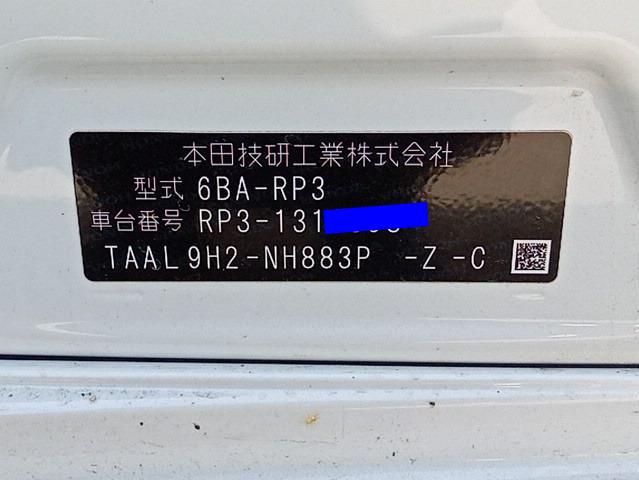 本田技研工業株式会社
型式 6BA-RP3
車台番号 RP3-131
TAAL9H2-NH883P -Z -C